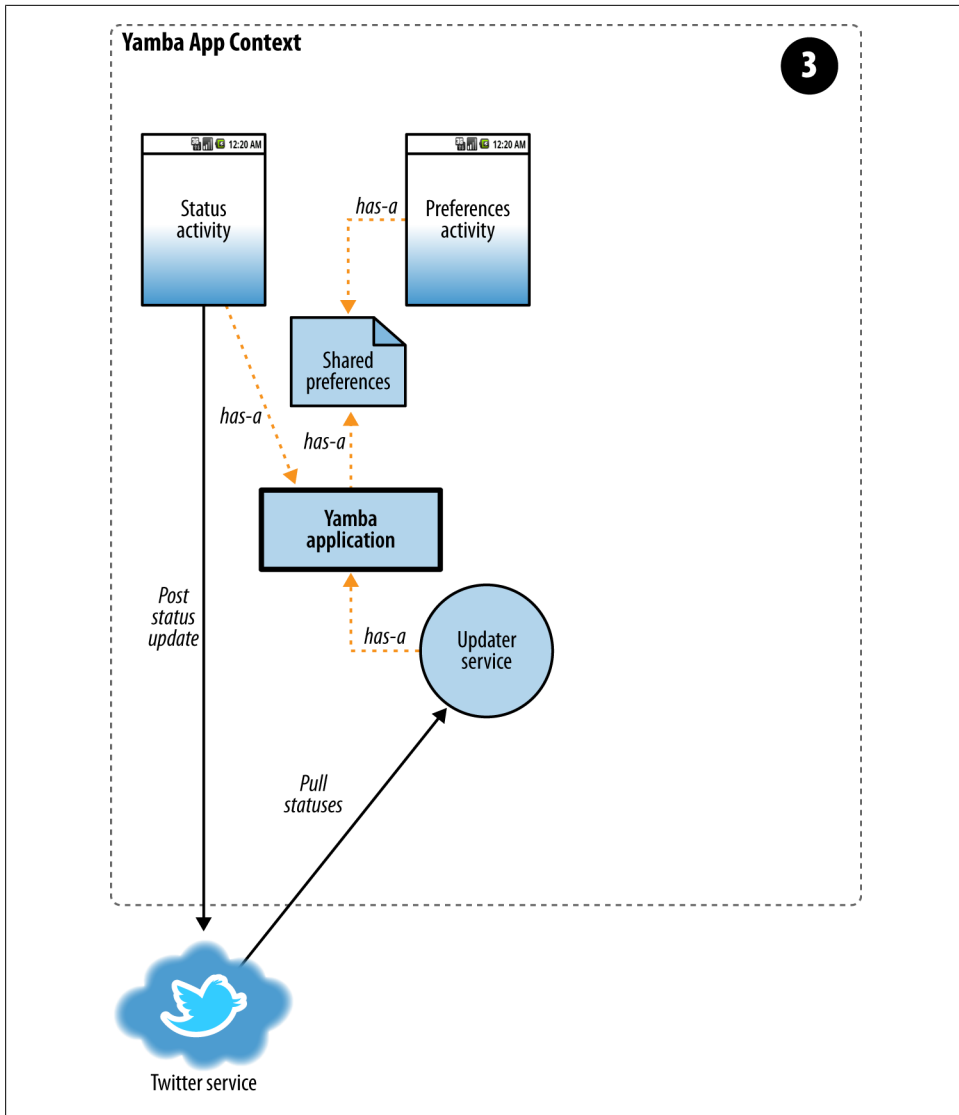 Yamba App Context
3
12:20 AM
12:20 AM
Status
activity
has-a
Preferences
activity
Shared
preferences
has-a
has-a
Yamba
application
Post
status
update
has-a
Updater
service
Pull
statuses
Twitter service